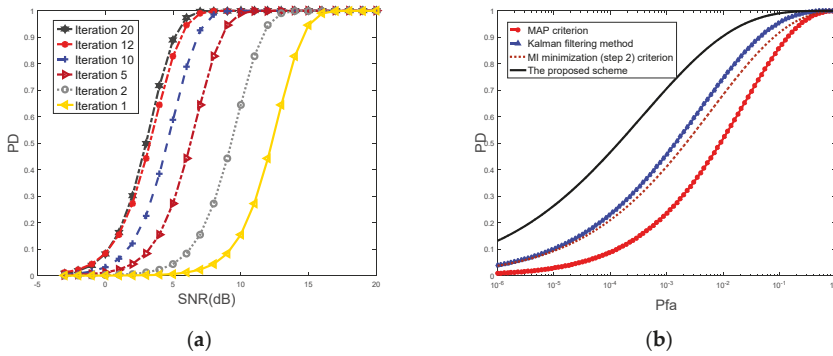 Iteration 20
Iteration 12
Iteration 10
Iteration 5
Iteration 2
Iteration 1
PD
1
0.9
0.8
0.7
0.6
0.5
0.4
0.3
0.2
0.1
0
-5 0 5 10 15 20
SNR(dB)
(a)
MAP criterion
Kalman filtering method
MI minimization (step 2) criterion
The proposed scheme
PD
1
0.9
0.8
0.7
0.6
0.5
0.4
0.3
0.2
0.1
0
10⁻⁶ 10⁻⁵ 10⁻⁴ 10⁻³ 10⁻² 10⁻¹ 10⁰
Pfa
(b)